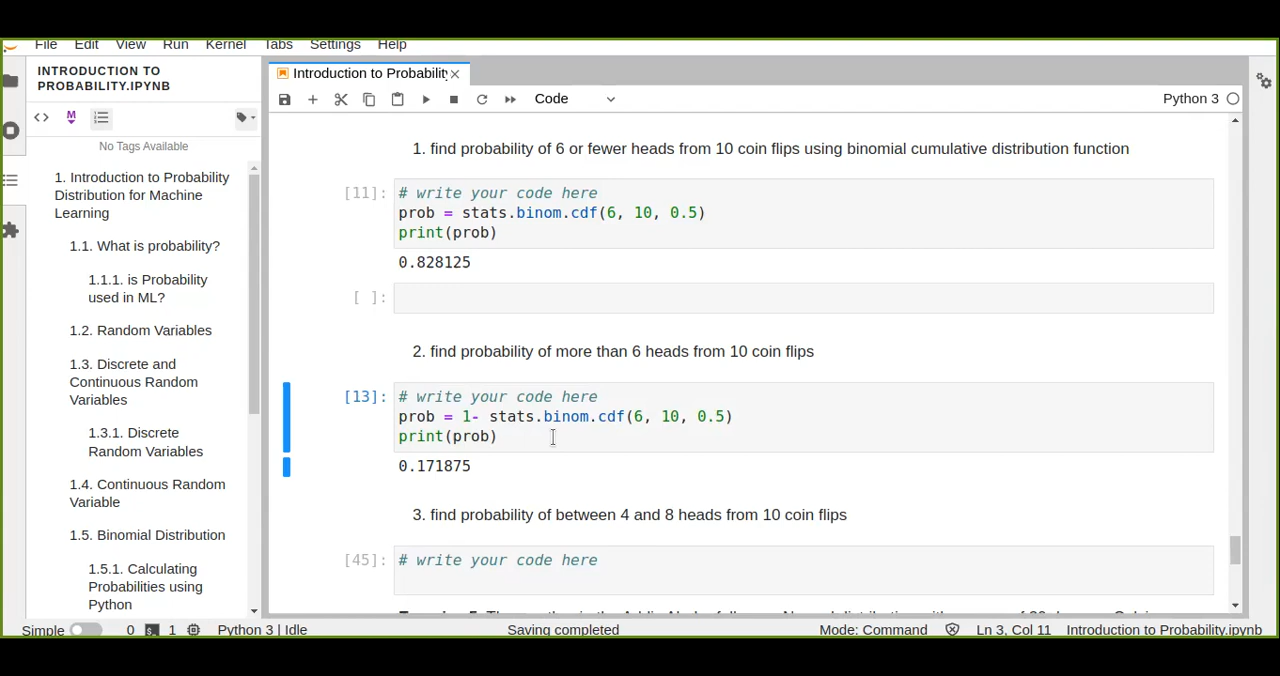 File Edit View Run Kernel Tabs Settings Help
INTRODUCTION TO
PROBABILITY.IPYNB
No Tags Available
1. Introduction to Probability
Distribution for Machine
Learning
1.1. What is probability?
1.1.1. is Probability
used in ML?
1.2. Random Variables
1.3. Discrete and
Continuous Random
Variables
1.3.1. Discrete
Random Variables
1.4. Continuous Random
Variable
1.5. Binomial Distribution
1.5.1. Calculating
Probabilities using
Python
Introduction to Probability
Code
Python 3
1. find probability of 6 or fewer heads from 10 coin flips using binomial cumulative distribution function
[11]: # write your code here
prob = stats.binom.cdf(6, 10, 0.5)
print(prob)
0.828125
[ ]:
2. find probability of more than 6 heads from 10 coin flips
[13]: # write your code here
prob = 1- stats.binom.cdf(6, 10, 0.5)
print(prob)
0.171875
3. find probability of between 4 and 8 heads from 10 coin flips
[45]: # write your code here
Simple 0 1 Python 3 | Idle Saving completed Mode: Command Ln 3, Col 11 Introduction to Probability.ipynb